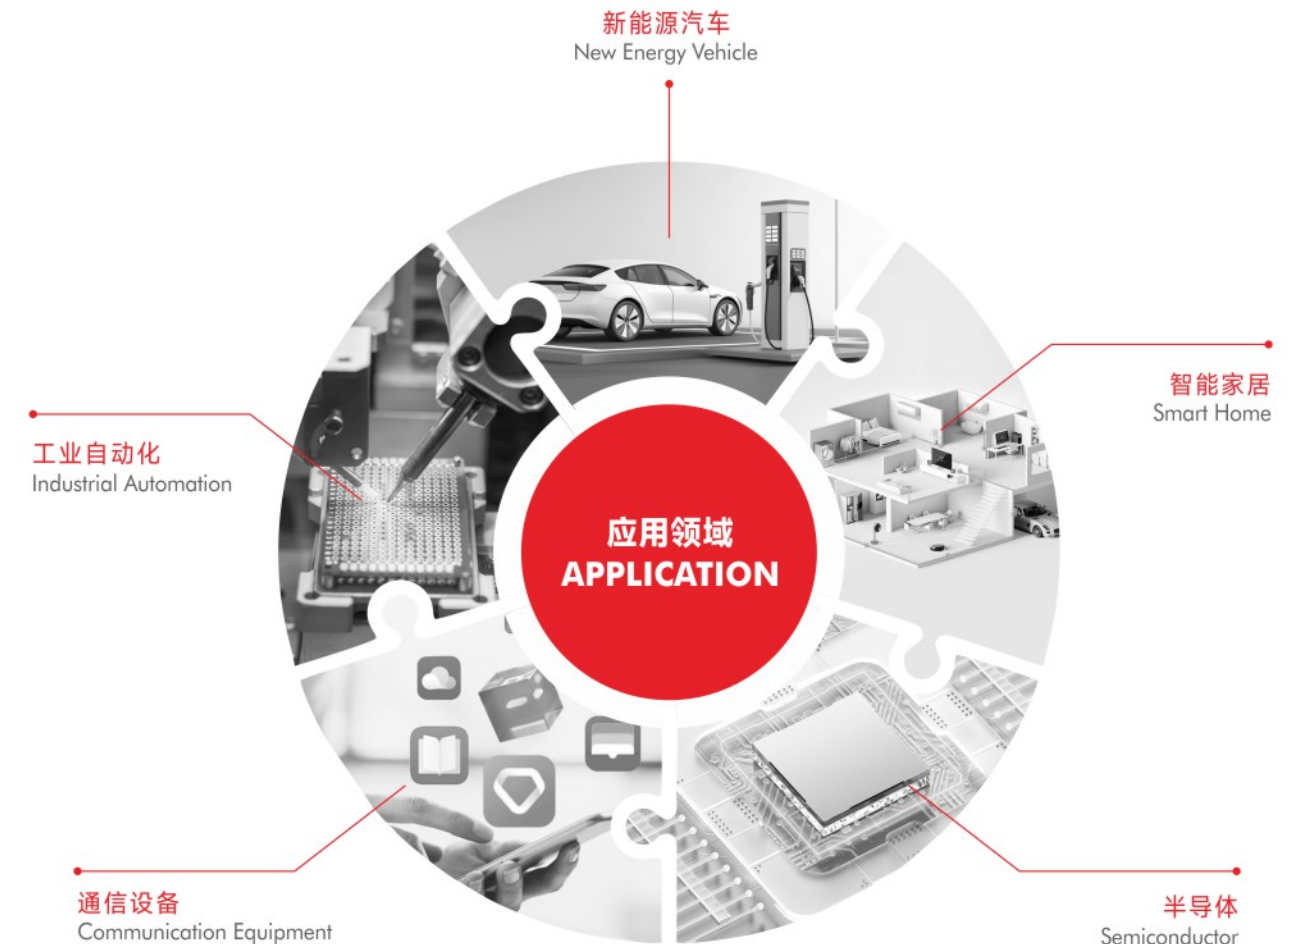 新能源汽车
New Energy Vehicle
智能家居
Smart Home
工业自动化
Industrial Automation
应用领域
APPLICATION
通信设备
Communication Equipment
半导体
Semiconductor